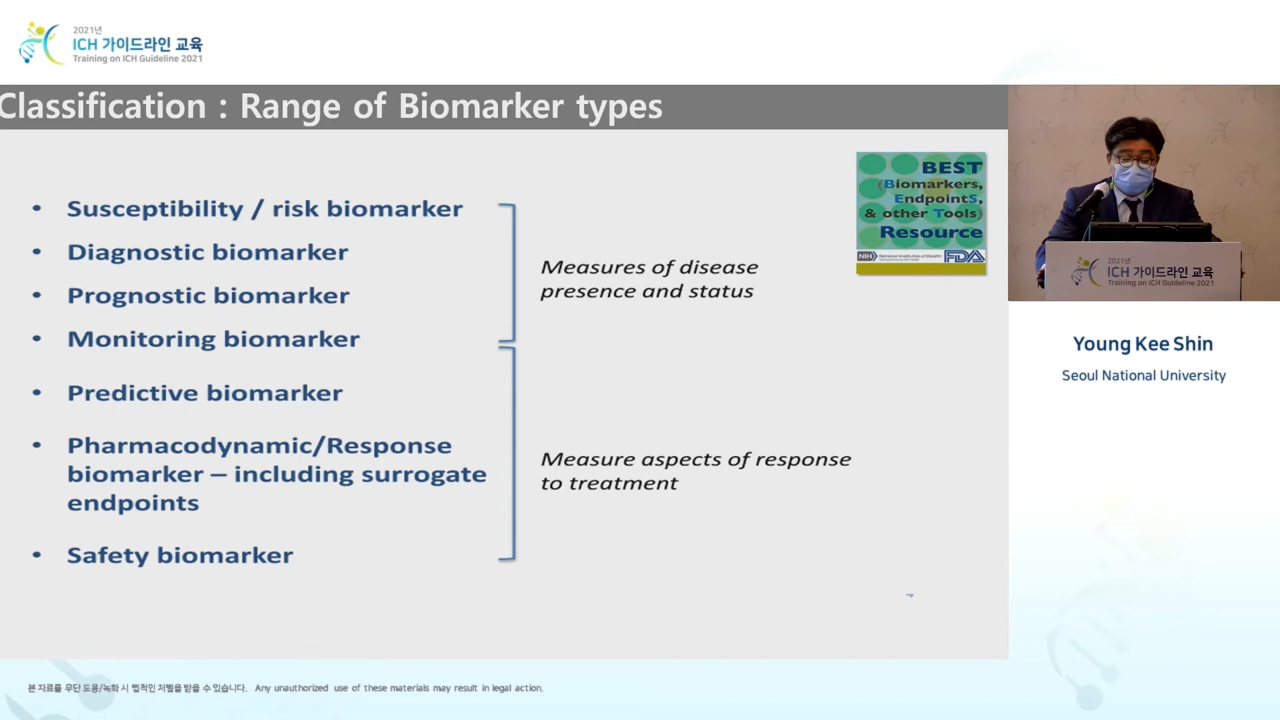 2021년
ICH 가이드라인 교육
Training on ICH Guideline 2021
Classification : Range of Biomarker types
• Susceptibility / risk biomarker
• Diagnostic biomarker
• Prognostic biomarker
• Monitoring biomarker
• Predictive biomarker
• Pharmacodynamic/Response
biomarker – including surrogate
endpoints
• Safety biomarker
Measures of disease
presence and status
Measure aspects of response
to treatment
BEST
(Biomarkers,
EndpointS,
& other Tools)
Resource
NIH National Institutes of Health
FDA
2021년
ICH 가이드라인 교육
Training on ICH Guideline 2021
Young Kee Shin
Seoul National University
본 자료를 무단 도용/녹화 시 법적인 처벌을 받을 수 있습니다. Any unauthorized use of these materials may result in legal action.